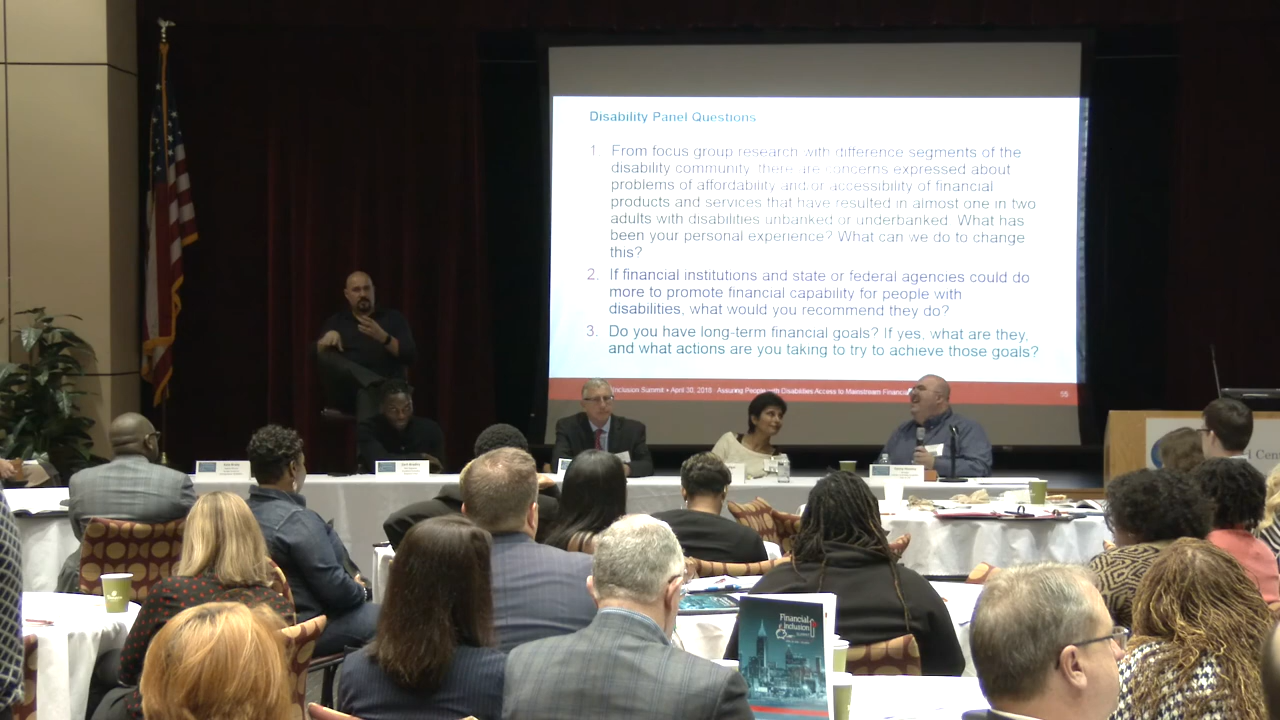 Disability Panel Questions
1. From focus group research with difference segments of the
disability community, there are concerns expressed about
problems of affordability and/or accessibility of financial
products and services that have resulted in almost one in two
adults with disabilities unbanked or underbanked. What has
been your personal experience? What can we do to change
this?
2. If financial institutions and state or federal agencies could do
more to promote financial capability for people with
disabilities, what would you recommend they do?
3. Do you have long-term financial goals? If yes, what are they,
and what actions are you taking to try to achieve those goals?
Inclusion Summit • April 30, 2018 Assuring People with Disabilities Access to Mainstream Financial
55
Cent
Financial
Inclusion